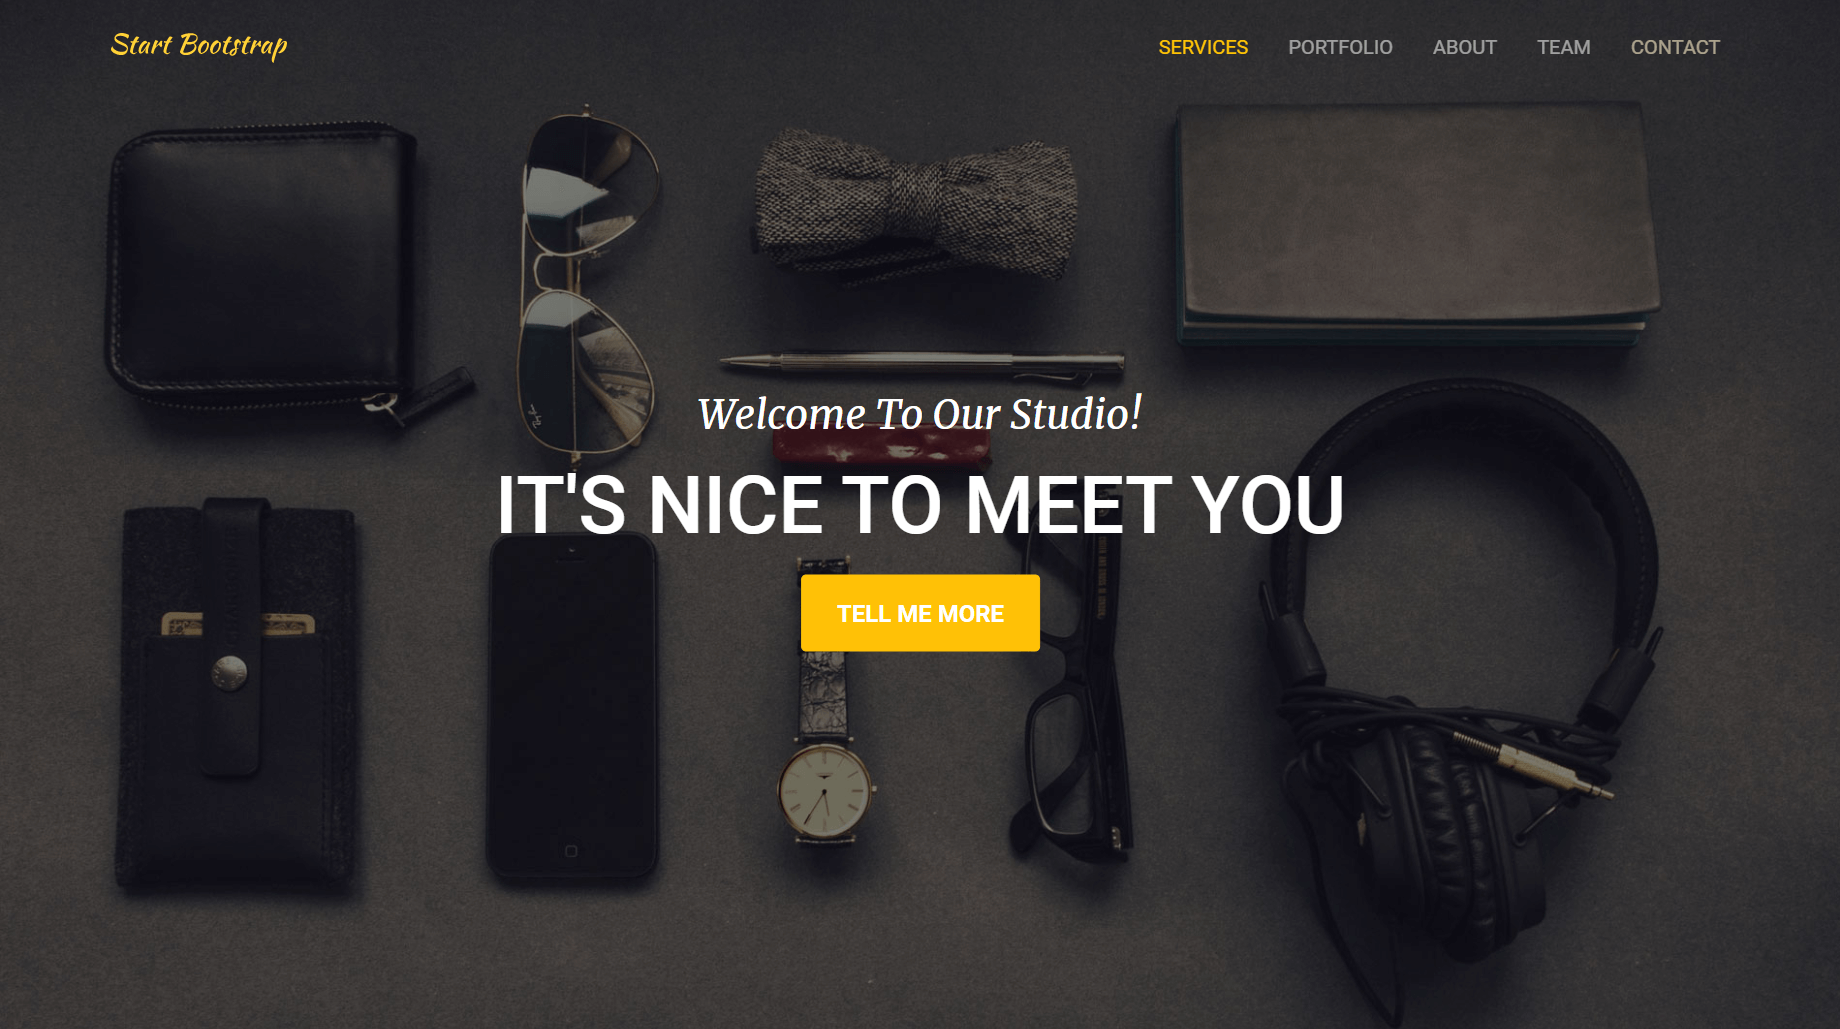 Start Bootstrap
SERVICES PORTFOLIO ABOUT TEAM CONTACT
Welcome To Our Studio!
IT'S NICE TO MEET YOU
TELL ME MORE